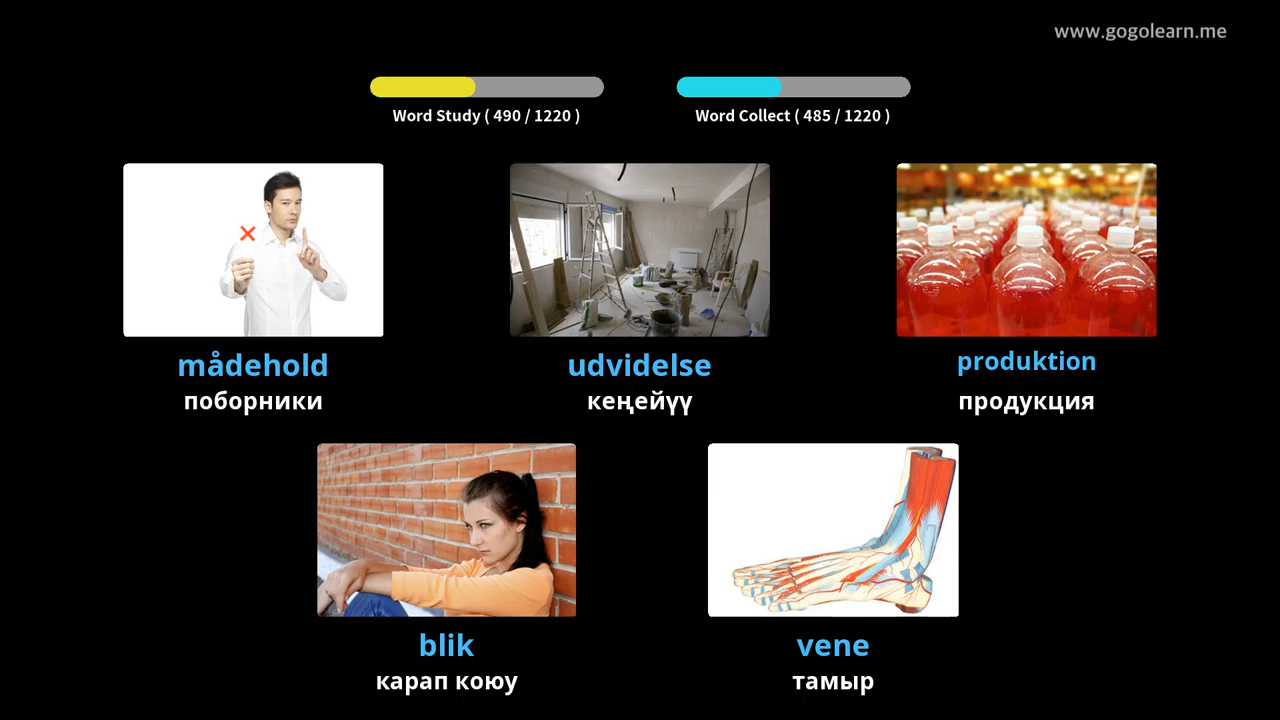 www.gogolearn.me
Word Study ( 490 / 1220 )
Word Collect ( 485 / 1220 )
mådehold
поборники
udvidelse
кеңейүү
produktion
продукция
blik
карап коюу
vene
тамыр